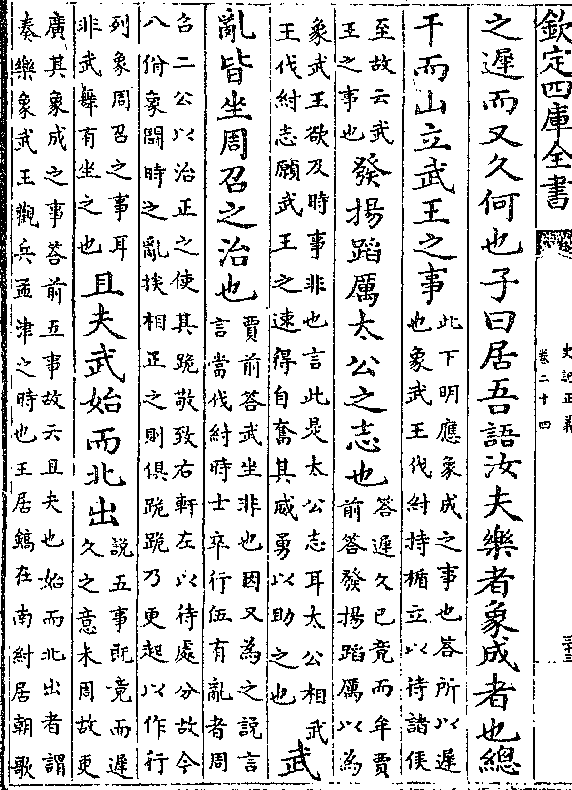 欽定四庫全書
史記正義
卷二十四
三十三
之遲而又久何也子曰居吾語汝夫樂者象成者也總
干而山立武王之事
此下明應象成之事也答所以遲
也象武王伐紂持楯立以待諸侯
至故云武
王之事也
發揚蹈厲太公之志也
答遲久已竟而牟賈
前答發揚蹈厲以為
象武王欲及時事非也言此是太公志耳太公相武
王伐紂志願武王之速得自奮其威勇以助之也
武
亂皆坐周召之治也
賈前答武坐非也因又為之說言
言當伐紂時士卒行伍有亂者周
召二公以治正之使其跪敬致右軒左以待處分故今
八佾象鬭時之亂挨相正之則俱跪跪乃更起以作行
列象周召之事耳
非武舞有坐之也
且夫武始而北出
說五事既竟而遲
久之意未周故更
廣其象成之事答前五事故云且夫也始而北出者謂
奏樂象武王觀兵孟津之時也王居鎬在南紂居朝歌